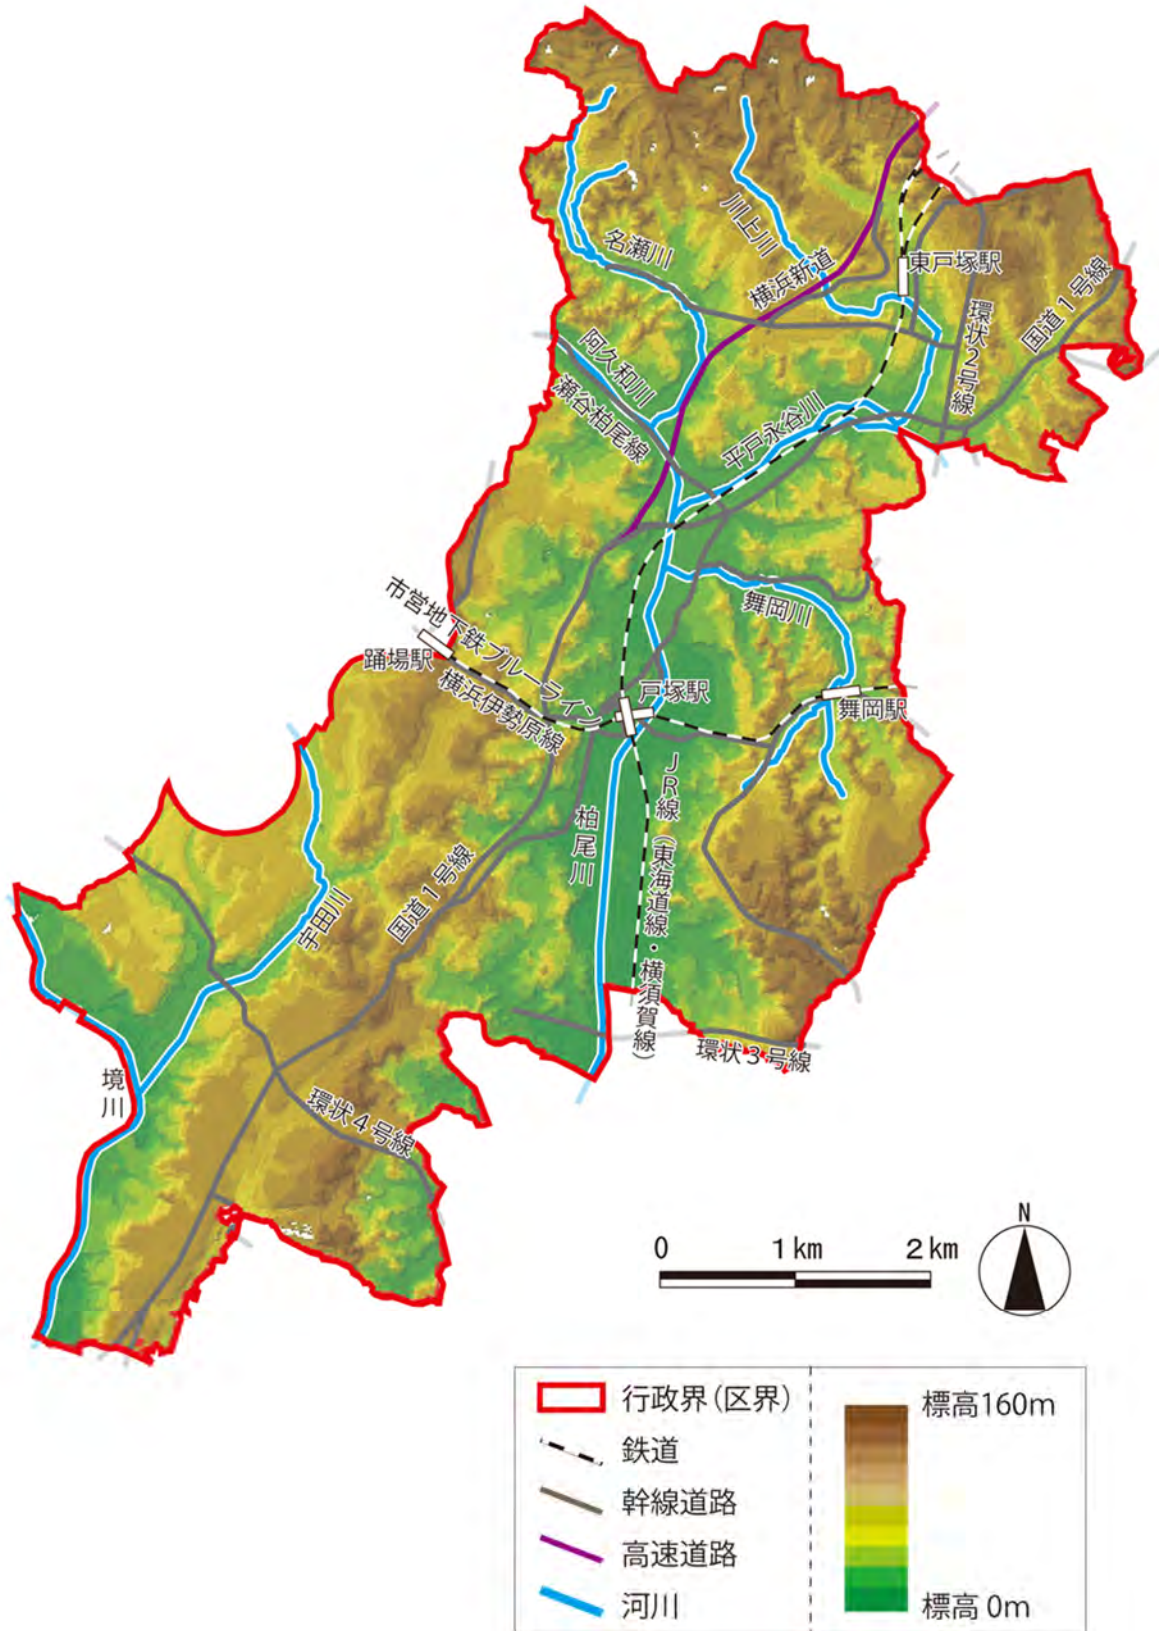 川上川
名瀬川
横浜新道
東戸塚駅
国道1号線
環状2号線
阿久和川
瀬谷柏尾線
平戸永谷川
市営地下鉄ブルーライン
舞岡川
踊場駅
横浜伊勢原線
戸塚駅
舞岡駅
JR線(東海道線・横須賀線)
柏尾川
国道1号線
宇田川
境川
環状3号線
環状4号線
0 1km 2km
N
行政界(区界)
鉄道
幹線道路
高速道路
河川
標高160m
標高 0m